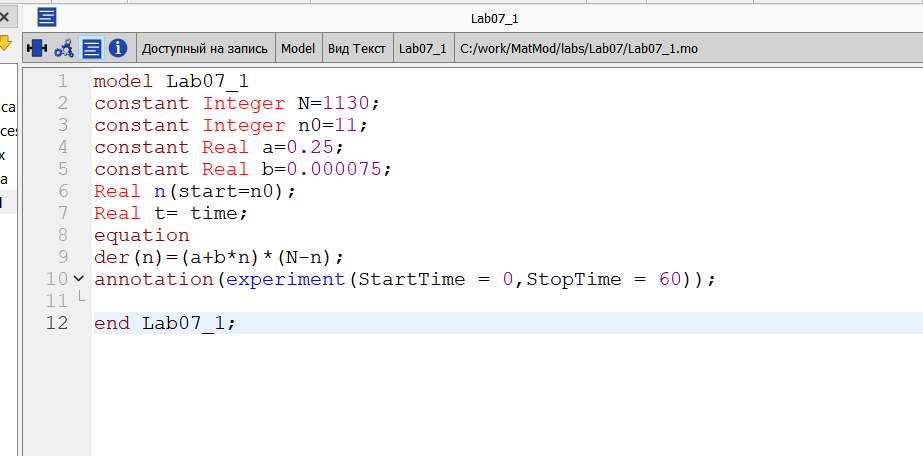 Lab07_1
Доступный на запись Model Вид Текст Lab07_1 C:/work/MatMod/labs/Lab07/Lab07_1.mo
1 model Lab07_1
2 constant Integer N=1130;
3 constant Integer n0=11;
4 constant Real a=0.25;
5 constant Real b=0.000075;
6 Real n(start=n0);
7 Real t= time;
8 equation
9 der(n)=(a+b*n)*(N-n);
10 annotation(experiment(StartTime = 0,StopTime = 60));
11
12 end Lab07_1;